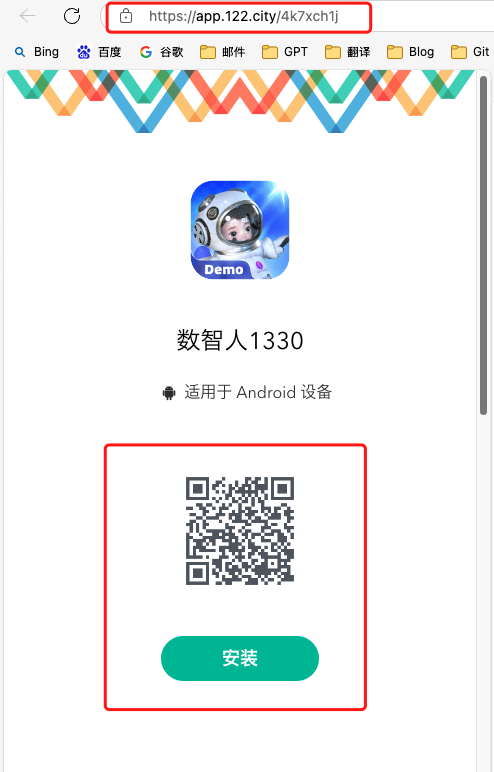 https://app.122.city/4k7xch1j
Bing 百度 谷歌 邮件 GPT 翻译 Blog Git
Demo
数智人1330
适用于 Android 设备
安装